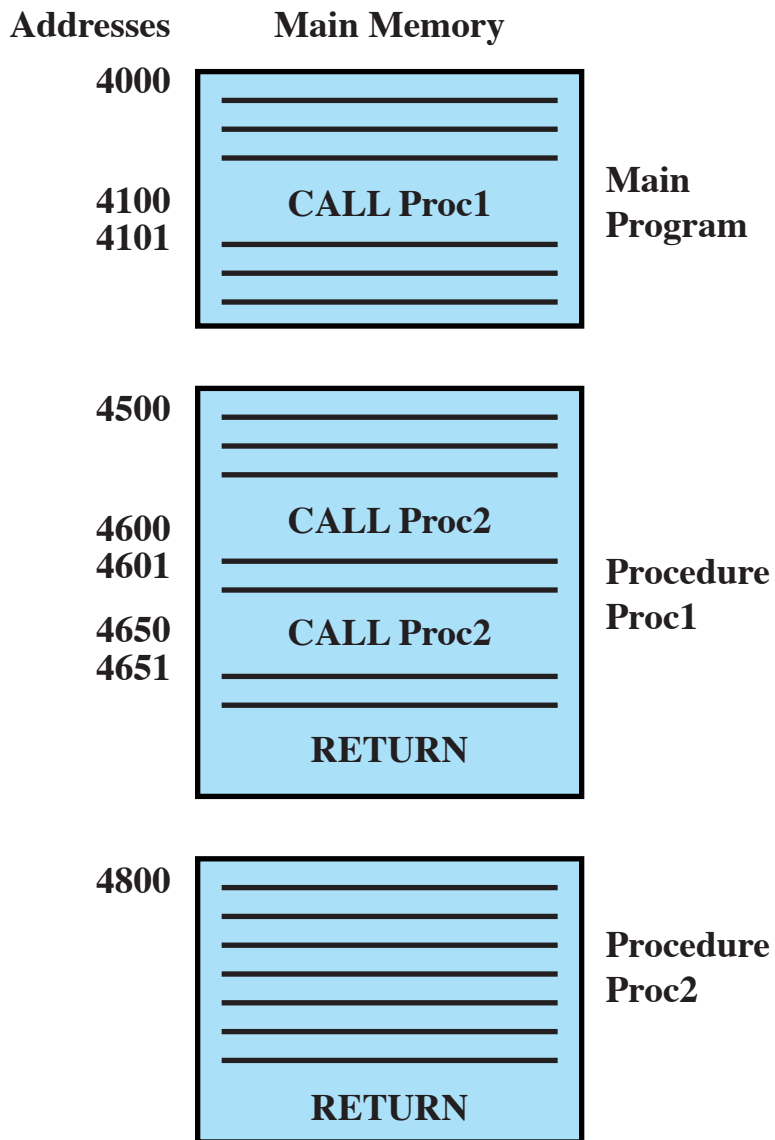 Addresses Main Memory
4000
4100 CALL Proc1
4101
Main
Program
4500
4600 CALL Proc2
4601
4650 CALL Proc2
4651
RETURN
Procedure
Proc1
4800
RETURN
Procedure
Proc2